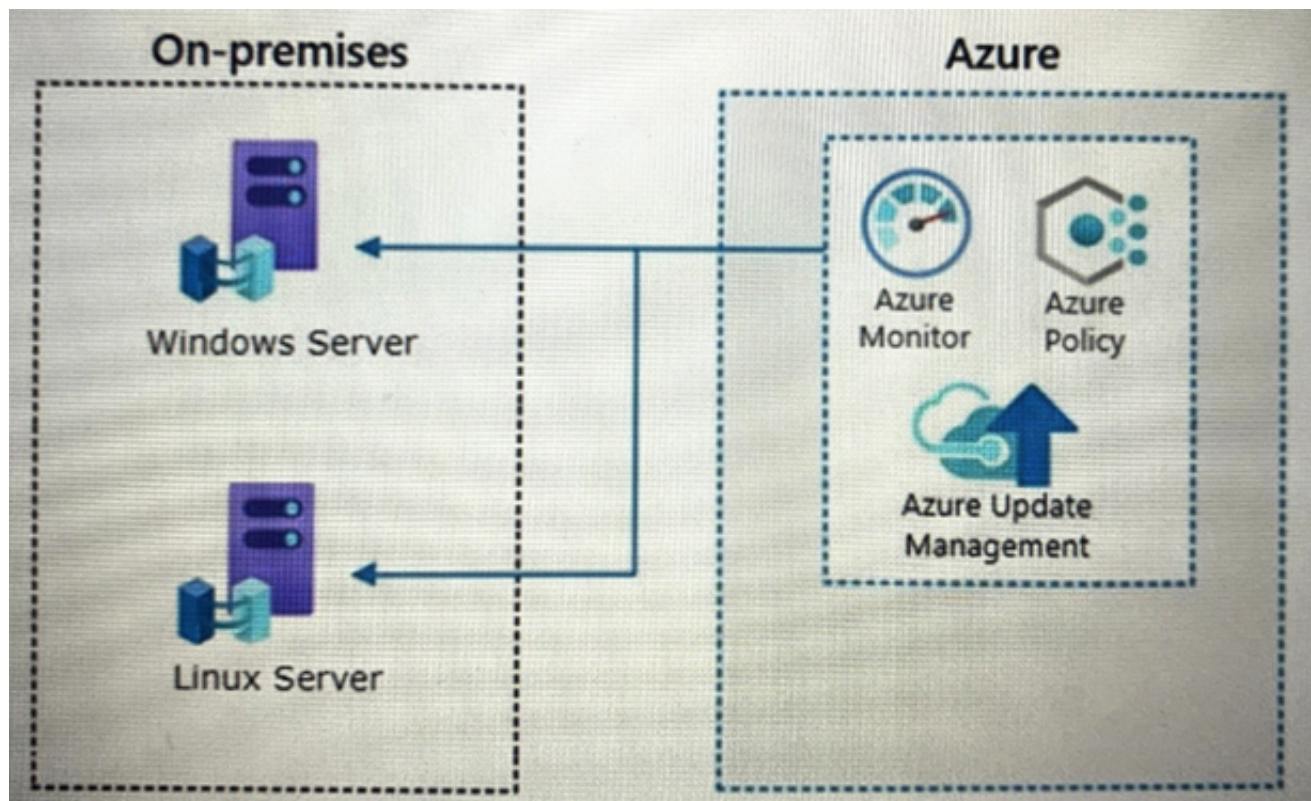 On-premises
Azure
Windows Server
Linux Server
Azure
Monitor
Azure
Policy
Azure Update
Management